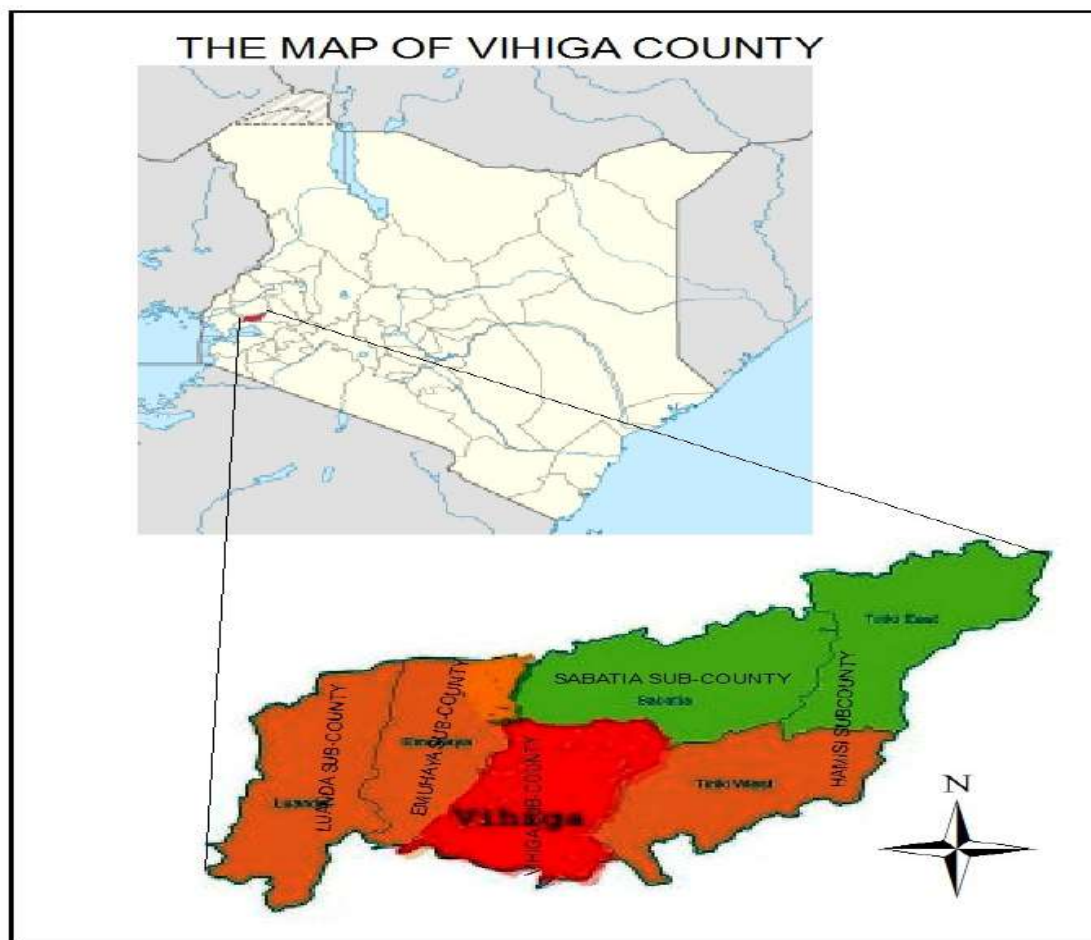 THE MAP OF VIHIGA COUNTY
Tiriki East
SABATIA SUB-COUNTY
Sabatia
LUANDA SUB-COUNTY
Luanda
EMUHAYA SUB-COUNTY
Emuhaya
VIHIGA SUB COUNTY
Vihiga
HAMISI SUBCOUNTY
Tiriki West
N